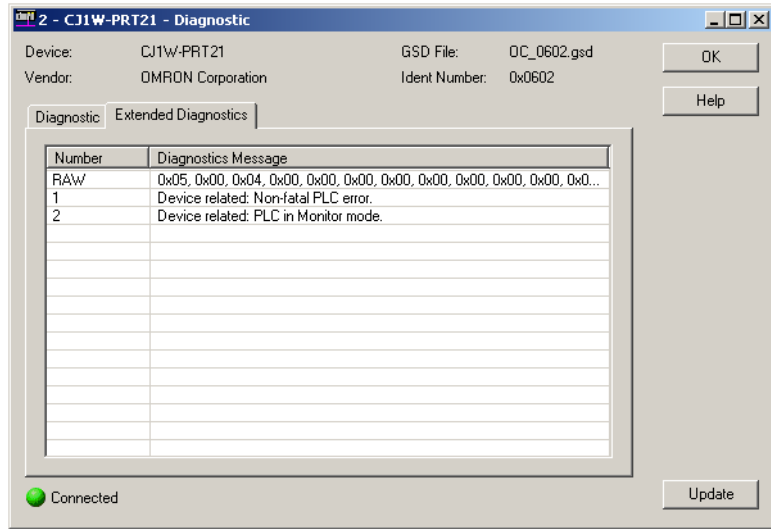 2 - CJ1W-PRT21 - Diagnostic
Device: CJ1W-PRT21 GSD File: OC_0602.gsd OK
Vendor: OMRON Corporation Ident Number: 0x0602
Help
Diagnostic Extended Diagnostics
Number Diagnostics Message
RAW 0x05, 0x00, 0x04, 0x00, 0x00, 0x00, 0x00, 0x00, 0x00, 0x00, 0x00, 0x0...
1 Device related: Non-fatal PLC error.
2 Device related: PLC in Monitor mode.
Connected Update